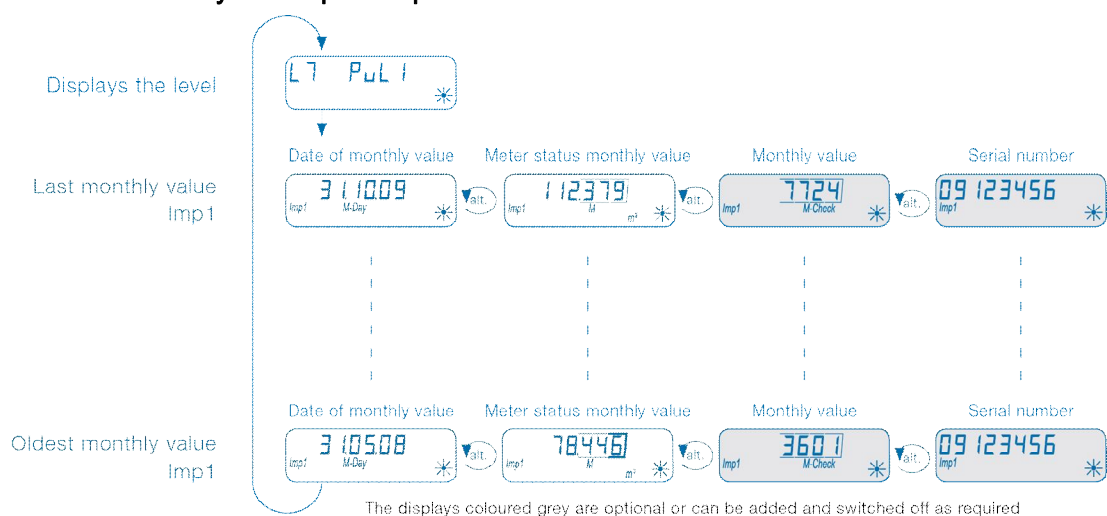 Displays the level
L7 PuL1
Date of monthly value Meter status monthly value Monthly value Serial number
Last monthly value
Imp1
31.10.09
Imp1 M-Day
alt.
112.379
Imp1 M m³
alt.
7724
Imp1 M-Check
alt.
09123456
Imp1
Date of monthly value Meter status monthly value Monthly value Serial number
Oldest monthly value
Imp1
31.05.08
Imp1 M-Day
alt.
78.446
Imp1 M m³
alt.
3601
Imp1 M-Check
alt.
09123456
Imp1
The displays coloured grey are optional or can be added and switched off as required